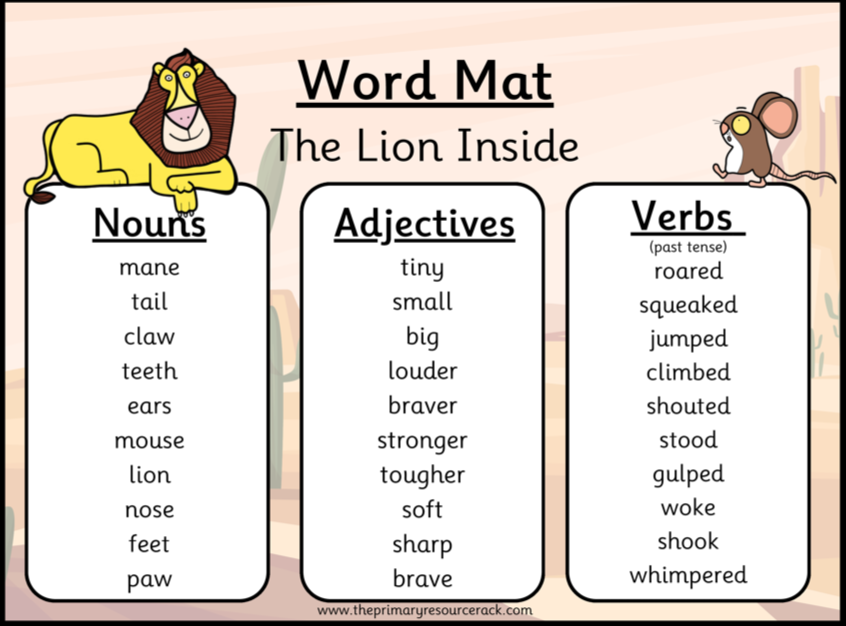 Word Mat
The Lion Inside
Nouns
mane
tail
claw
teeth
ears
mouse
lion
nose
feet
paw
Adjectives
tiny
small
big
louder
braver
stronger
tougher
soft
sharp
brave
Verbs
(past tense)
roared
squeaked
jumped
climbed
shouted
stood
gulped
woke
shook
whimpered
www.theprimaryresourcerack.com